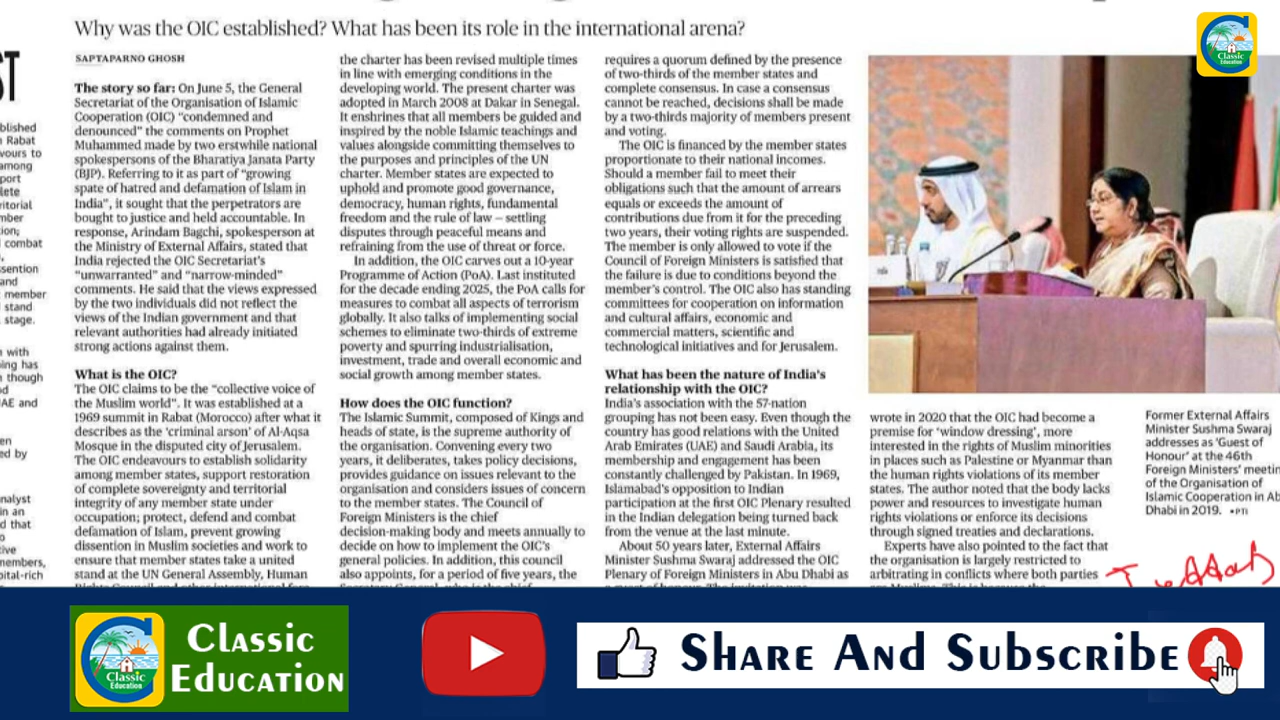 Why was the OIC established? What has been its role in the international arena?
SAPTAPARNO GHOSH
The story so far: On June 5, the General
Secretariat of the Organisation of Islamic
Cooperation (OIC) "condemned and
denounced" the comments on Prophet
Muhammed made by two erstwhile national
spokespersons of the Bharatiya Janata Party
(BJP). Referring to it as part of "growing
spate of hatred and defamation of Islam in
India", it sought that the perpetrators are
bought to justice and held accountable. In
response, Arindam Bagchi, spokesperson at
the Ministry of External Affairs, stated that
India rejected the OIC Secretariat's
"unwarranted" and "narrow-minded"
comments. He said that the views expressed
by the two individuals did not reflect the
views of the Indian government and that
relevant authorities had already initiated
strong actions against them.
What is the OIC?
The OIC claims to be the "collective voice of
the Muslim world". It was established at a
1969 summit in Rabat (Morocco) after what it
describes as the 'criminal arson' of Al-Aqsa
Mosque in the disputed city of Jerusalem.
The OIC endeavours to establish solidarity
among member states, support restoration
of complete sovereignty and territorial
integrity of any member state under
occupation; protect, defend and combat
defamation of Islam, prevent growing
dissention in Muslim societies and work to
ensure that member states take a united
stand at the UN General Assembly, Human
the charter has been revised multiple times
in line with emerging conditions in the
developing world. The present charter was
adopted in March 2008 at Dakar in Senegal.
It enshrines that all members be guided and
inspired by the noble Islamic teachings and
values alongside committing themselves to
the purposes and principles of the UN
charter. Member states are expected to
uphold and promote good governance,
democracy, human rights, fundamental
freedom and the rule of law – settling
disputes through peaceful means and
refraining from the use of threat or force.
In addition, the OIC carves out a 10-year
Programme of Action (PoA). Last instituted
for the decade ending 2025, the PoA calls for
measures to combat all aspects of terrorism
globally. It also talks of implementing social
schemes to eliminate two-thirds of extreme
poverty and spurring industrialisation,
investment, trade and overall economic and
social growth among member states.
How does the OIC function?
The Islamic Summit, composed of Kings and
heads of state, is the supreme authority of
the organisation. Convening every two
years, it deliberates, takes policy decisions,
provides guidance on issues relevant to the
organisation and considers issues of concern
to the member states. The Council of
Foreign Ministers is the chief
decision-making body and meets annually to
decide on how to implement the OIC's
general policies. In addition, this council
also appoints, for a period of five years, the
requires a quorum defined by the presence
of two-thirds of the member states and
complete consensus. In case a consensus
cannot be reached, decisions shall be made
by a two-thirds majority of members present
and voting.
The OIC is financed by the member states
proportionate to their national incomes.
Should a member fail to meet their
obligations such that the amount of arrears
equals or exceeds the amount of
contributions due from it for the preceding
two years, their voting rights are suspended.
The member is only allowed to vote if the
Council of Foreign Ministers is satisfied that
the failure is due to conditions beyond the
member's control. The OIC also has standing
committees for cooperation on information
and cultural affairs, economic and
commercial matters, scientific and
technological initiatives and for Jerusalem.
What has been the nature of India's
relationship with the OIC?
India's association with the 57-nation
grouping has not been easy. Even though the
country has good relations with the United
Arab Emirates (UAE) and Saudi Arabia, its
membership and engagement has been
constantly challenged by Pakistan. In 1969,
Islamabad's opposition to Indian
participation at the first OIC Plenary resulted
in the Indian delegation being turned back
from the venue at the last minute.
About 50 years later, External Affairs
Minister Sushma Swaraj addressed the OIC
Plenary of Foreign Ministers in Abu Dhabi as
wrote in 2020 that the OIC had become a
premise for 'window dressing', more
interested in the rights of Muslim minorities
in places such as Palestine or Myanmar than
the human rights violations of its member
states. The author noted that the body lacks
power and resources to investigate human
rights violations or enforce its decisions
through signed treaties and declarations.
Experts have also pointed to the fact that
the organisation is largely restricted to
arbitrating in conflicts where both parties
Former External Affairs
Minister Sushma Swaraj
addresses as 'Guest of
Honour' at the 46th
Foreign Ministers' meetin
of the Organisation of
Islamic Cooperation in Ab
Dhabi in 2019. •PTI
ST
blished
Rabat
vours to
among
port
lete
ritorial
mber
ion;
combat
sention
and
member
stand
stage.
with
ing has
though
AE and
en
ed by
nalyst
in an
d that
tive
nembers,
pital-rich
Classic
Education
Classic
Education
Classic
Education
Share And Subscribe